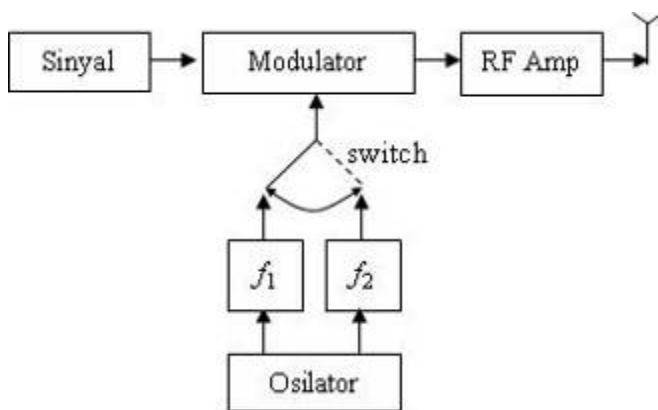 Sinyal
Modulator
RF Amp
switch
f1
f2
Osilator